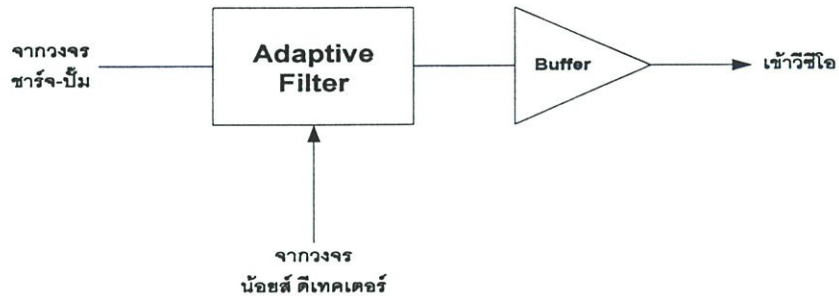 จากวงจร
ชาร์จ-ปั๊ม
Adaptive
Filter
Buffer
เข้าวีซีโอ
จากวงจร
น้อยส์ ดีเทคเตอร์